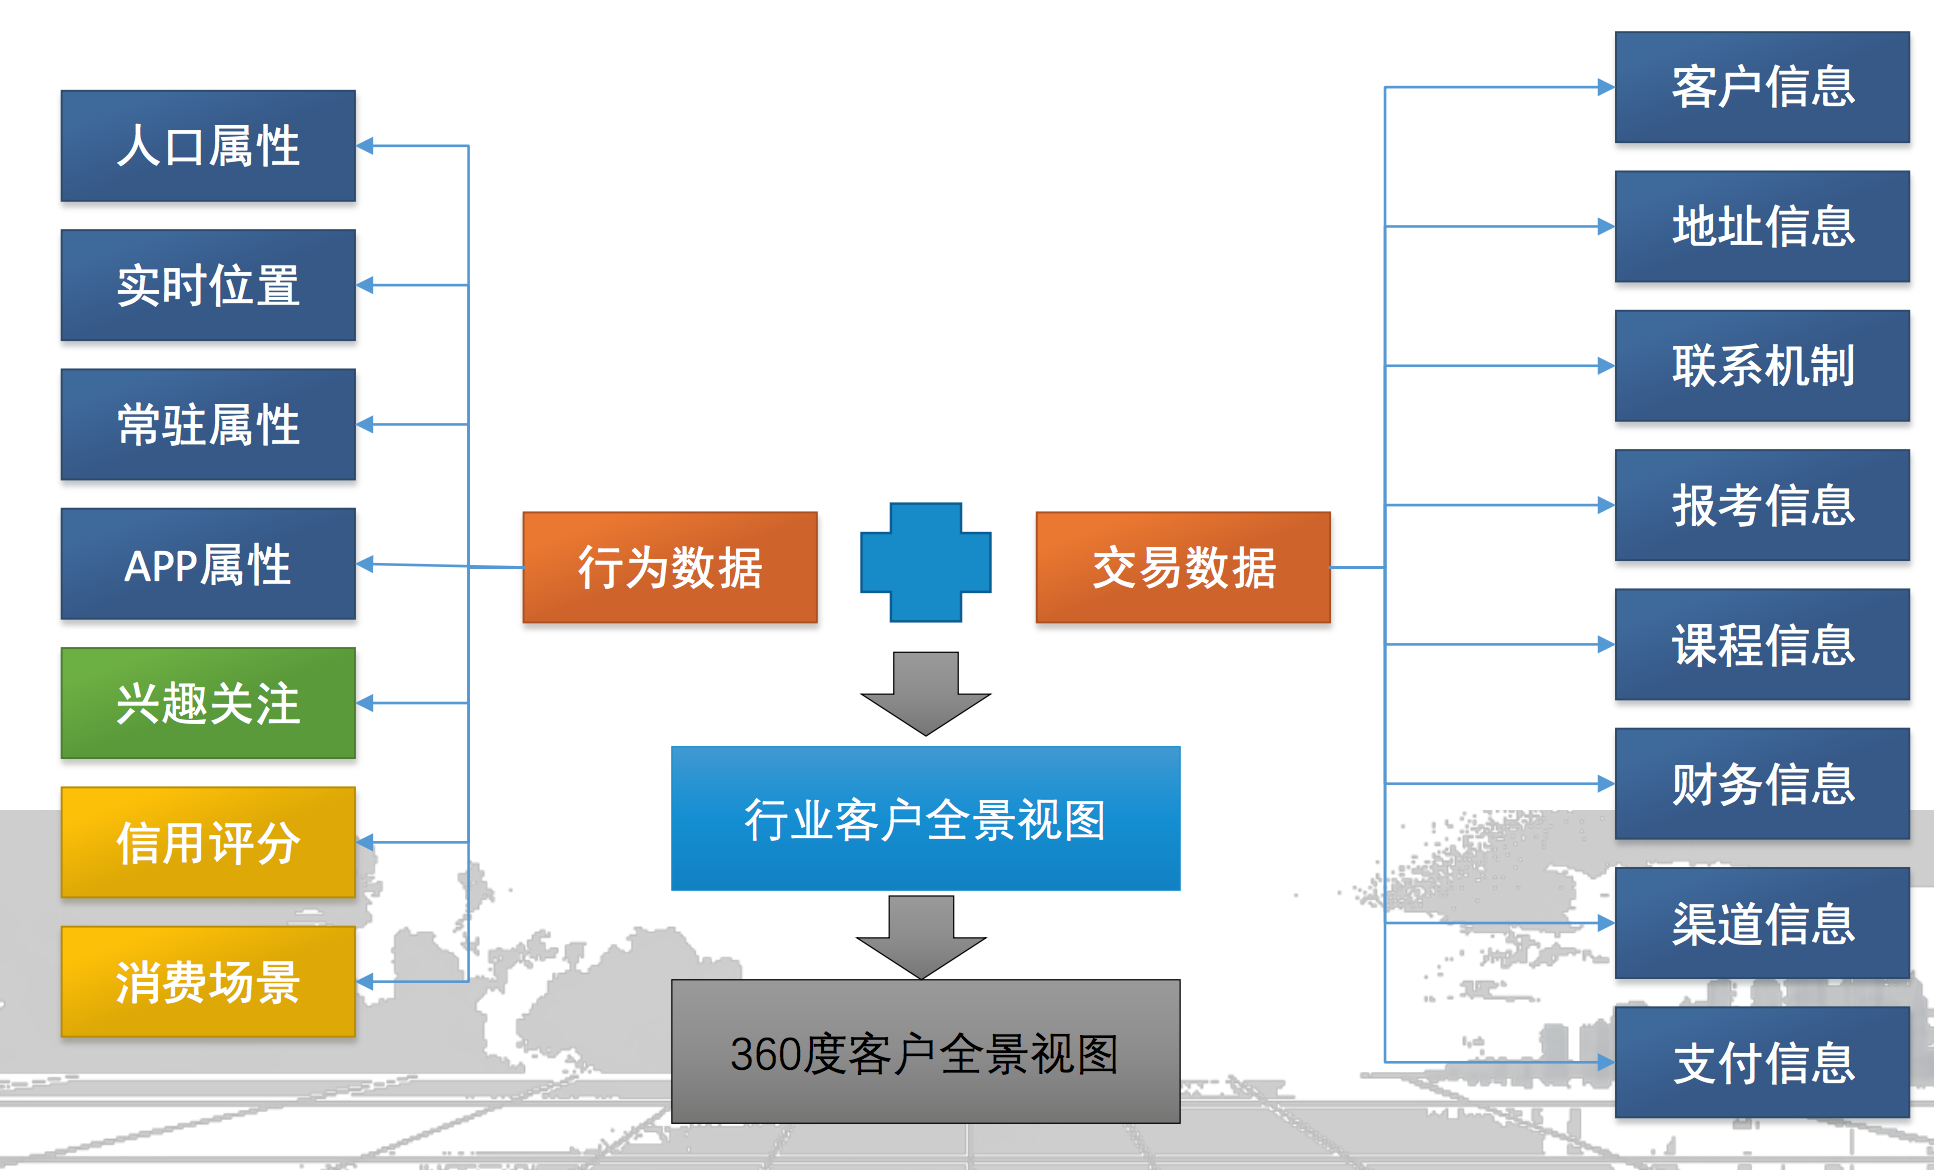 人口属性
实时位置
常驻属性
APP属性
兴趣关注
信用评分
消费场景
行为数据
交易数据
行业客户全景视图
360度客户全景视图
客户信息
地址信息
联系机制
报考信息
课程信息
财务信息
渠道信息
支付信息